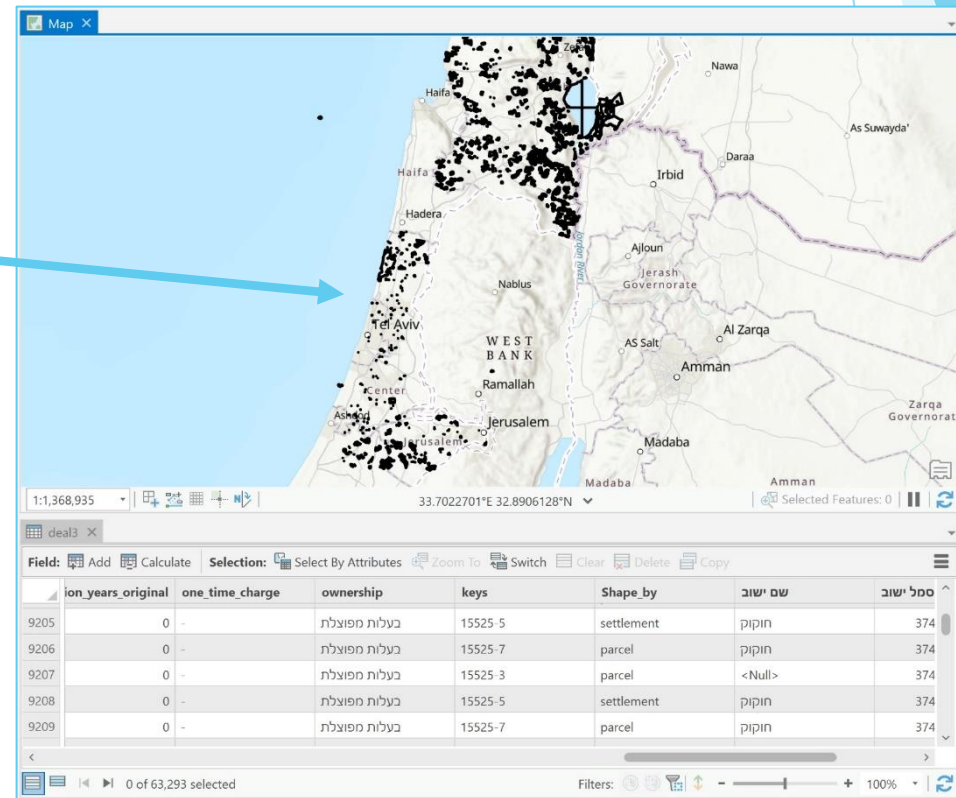 Map
Nawa
Haifa
As Suwayda'
Daraa
Haifa
Irbid
Hadera
Jordan River
Ajloun
Jerash
Governorate
Nablus
Tel Aviv
WEST
BANK
AS Salt
Al Zarqa
Amman
Center
Ramallah
Zarqa
Governorat
Jerusalem
Jerusalem
Madaba
Madaba
Amman
1:1,368,935
33.7022701°E 32.8906128°N
Selected Features: 0
deal3
Field: Add Calculate Selection: Select By Attributes Zoom To Switch Clear Delete Copy
ion_years_original one_time_charge ownership keys Shape_by שם ישוב סמל ישוב
9205 0 - בעלות מפוצלת 15525-5 settlement חוקוק 374
9206 0 - בעלות מפוצלת 15525-7 parcel חוקוק 374
9207 0 - בעלות מפוצלת 15525-3 parcel <Null> 374
9208 0 - בעלות מפוצלת 15525-5 settlement חוקוק 374
9209 0 - בעלות מפוצלת 15525-7 parcel חוקוק 374
0 of 63,293 selected
Filters:
- + 100%